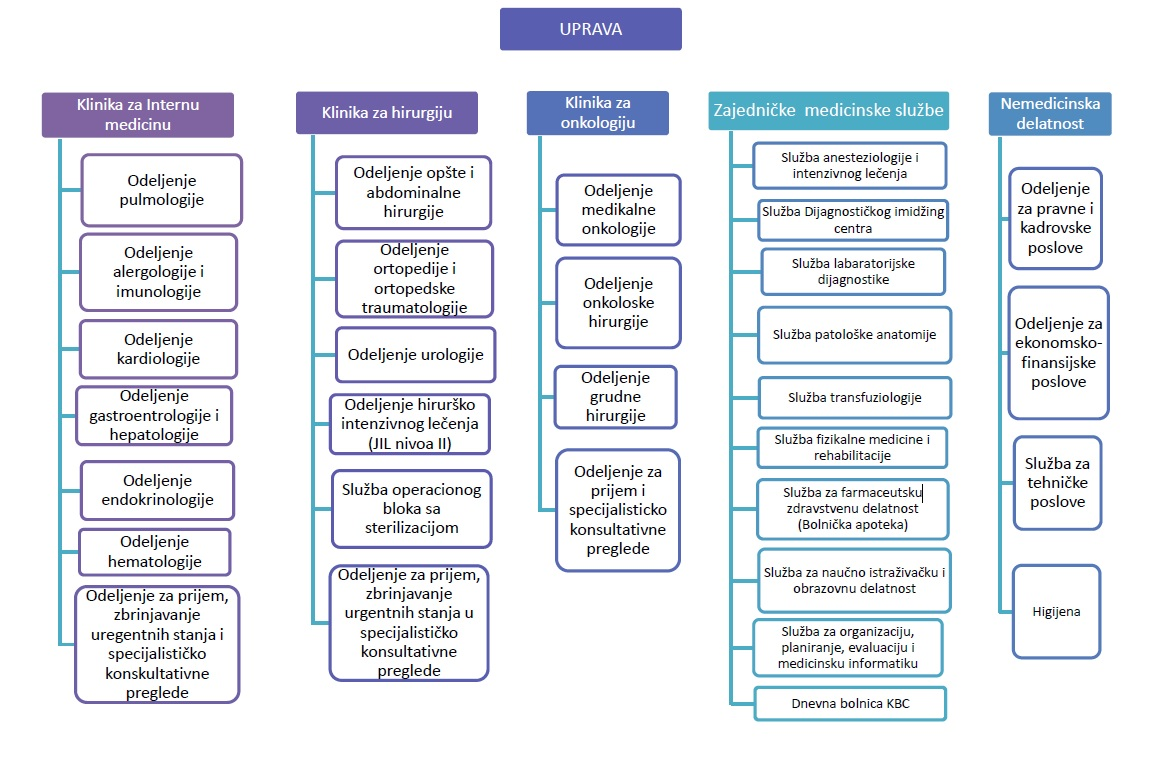 UPRAVA
Klinika za Internu
medicinu
Odeljenje
pulmologije
Odeljenje
alergologije i
imunologije
Odeljenje
kardiologije
Odeljenje
gastroentrologije i
hepatologije
Odeljenje
endokrinologije
Odeljenje
hematologije
Odeljenje za prijem,
zbrinjavanje
uregentnih stanja i
specijalističko
konskultativne
preglede
Klinika za hirurgiju
Odeljenje opšte i
abdominalne
hirurgije
Odeljenje
ortopedije i
ortopedske
traumatologije
Odeljenje urologije
Odeljenje hirurško
intenzivnog lečenja
(JIL nivoa II)
Služba operacionog
bloka sa
sterilizacijom
Odeljenje za prijem,
zbrinjavanje
urgentnih stanja u
specijalističko
konsultativne
preglede
Klinika za
onkologiju
Odeljenje
medikalne
onkologije
Odeljenje
onkoloske
hirurgije
Odeljenje
grudne
hirurgije
Odeljenje za
prijem i
specijalisticko
konsultativne
preglede
Zajedničke medicinske službe
Služba anesteziologije i
intenzivnog lečenja
Služba Dijagnostičkog imidžing
centra
Služba labaratorijske
dijagnostike
Služba patološke anatomije
Služba transfuziologije
Služba fizikalne medicine i
rehabilitacije
Služba za farmaceutsku
zdravstvenu delatnost
(Bolnička apoteka)
Služba za naučno istraživačku i
obrazovnu delatnost
Služba za organizaciju,
planiranje, evaluaciju i
medicinsku informatiku
Dnevna bolnica KBC
Nemedicinska
delatnost
Odeljenje
za pravne i
kadrovske
poslove
Odeljenje za
ekonomsko-
finansijske
poslove
Služba za
tehničke
poslove
Higijena